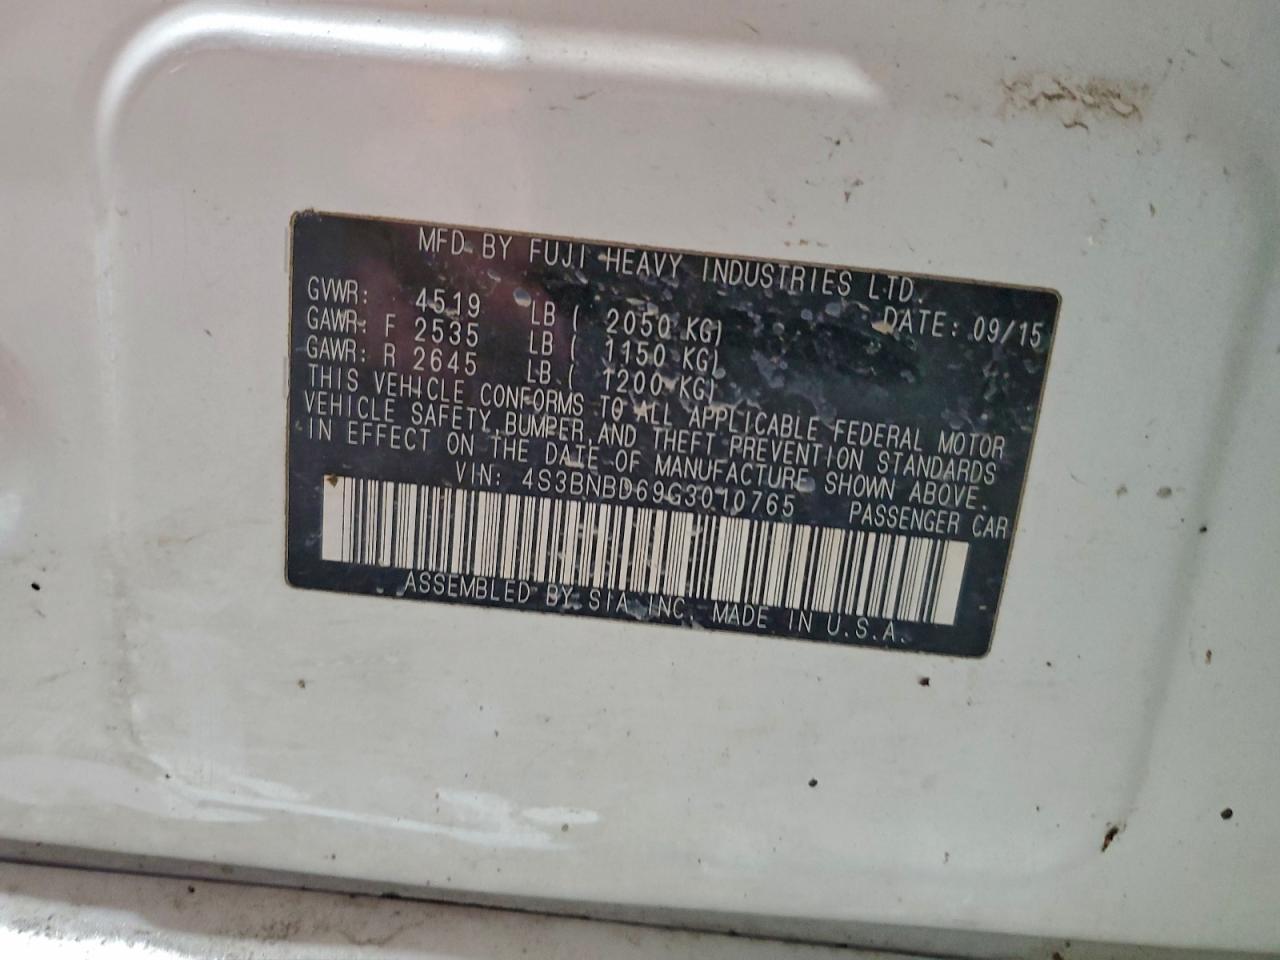 MFD BY FUJI HEAVY INDUSTRIES LTD.
GVWR: 4519 LB ( 2050 KG) DATE: 09/15
GAWR: F 2535 LB ( 1150 KG)
GAWR: R 2645 LB ( 1200 KG)
THIS VEHICLE CONFORMS TO ALL APPLICABLE FEDERAL MOTOR
VEHICLE SAFETY, BUMPER, AND THEFT PREVENTION STANDARDS
IN EFFECT ON THE DATE OF MANUFACTURE SHOWN ABOVE.
VIN: 4S3BNBD69G3010765 PASSENGER CAR
ASSEMBLED BY SIA, INC. MADE IN U.S.A.